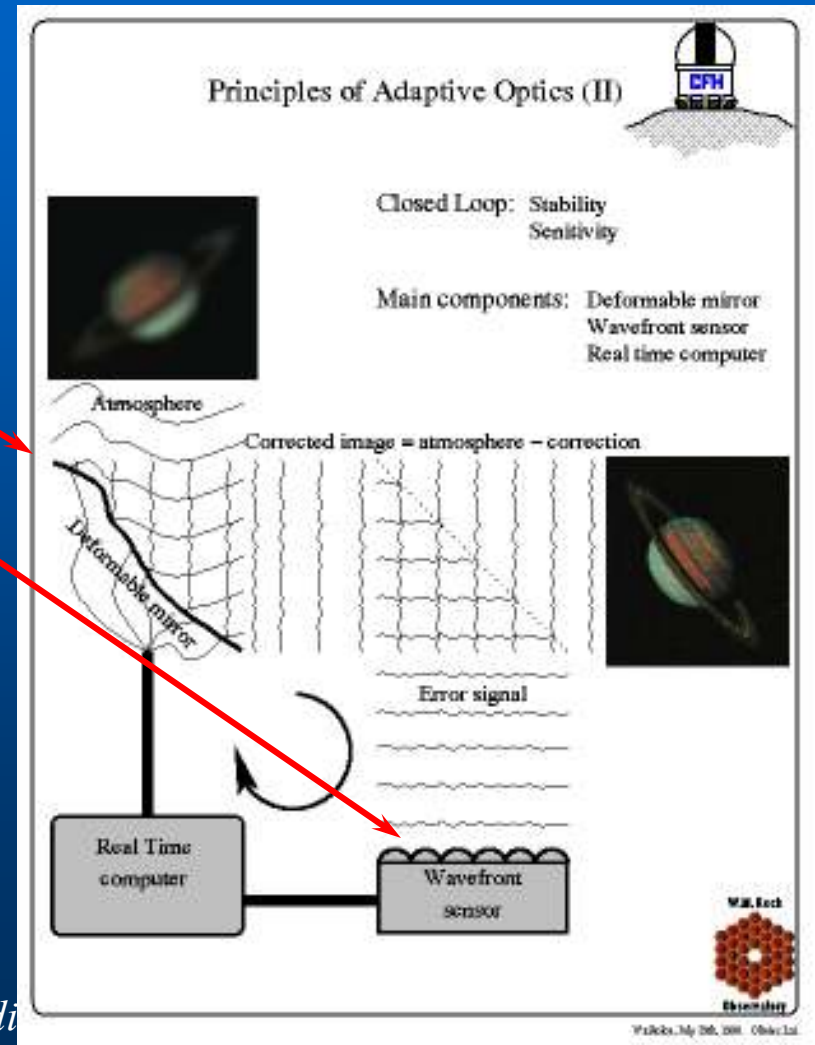 Principles of Adaptive Optics (II)
CFH
Closed Loop: Stability
Senitivity
Main components: Deformable mirror
Wavefront sensor
Real time computer
Atmosphere
Corrected image = atmosphere − correction
Deformable mirror
Error signal
Real Time
computer
Wavefront
sensor
W.M. Keck
Observatory